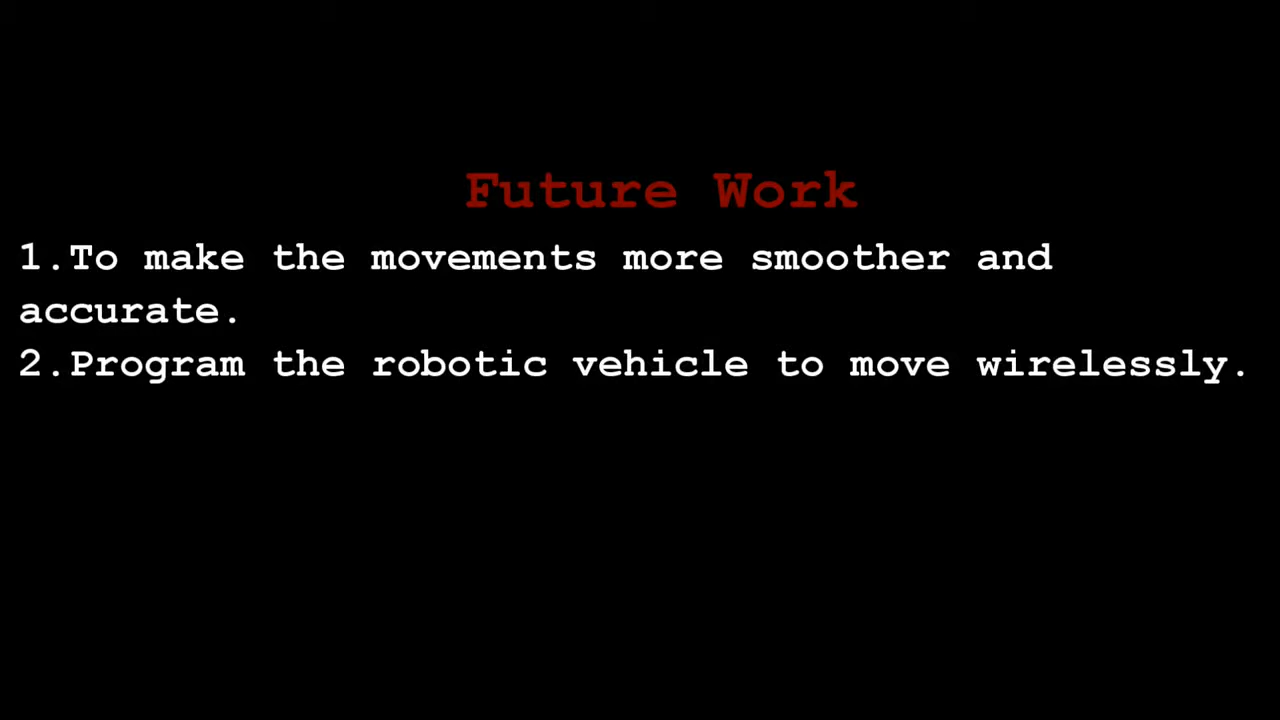 Future Work
1.To make the movements more smoother and
accurate.
2.Program the robotic vehicle to move wirelessly.